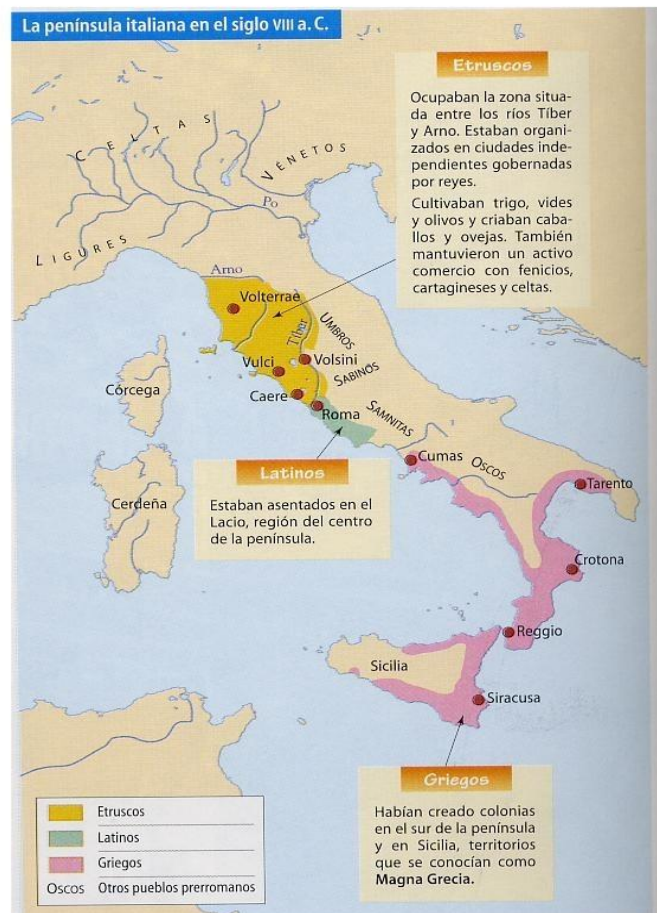 La península italiana en el siglo VIII a. C.
Etruscos
Ocupaban la zona situa-
da entre los ríos Tíber
y Arno. Estaban organi-
zados en ciudades inde-
pendientes gobernadas
por reyes.
Cultivaban trigo, vides
y olivos y criaban caba-
llos y ovejas. También
mantuvieron un activo
comercio con fenicios,
cartagineses y celtas.
CELTAS
VÉNETOS
Po
LIGURES
Arno
Volterrae
Tíber
UMBROS
Vulci
Volsini
SABINOS
Caere
Roma
SAMNITAS
Córcega
Cerdeña
Latinos
Estaban asentados en el
Lacio, región del centro
de la península.
Cumas
OSCOS
Tarento
Crotona
Reggio
Sicilia
Siracusa
Griegos
Habían creado colonias
en el sur de la península
y en Sicilia, territorios
que se conocían como
Magna Grecia.
Etruscos
Latinos
Griegos
OSCOS Otros pueblos prerromanos